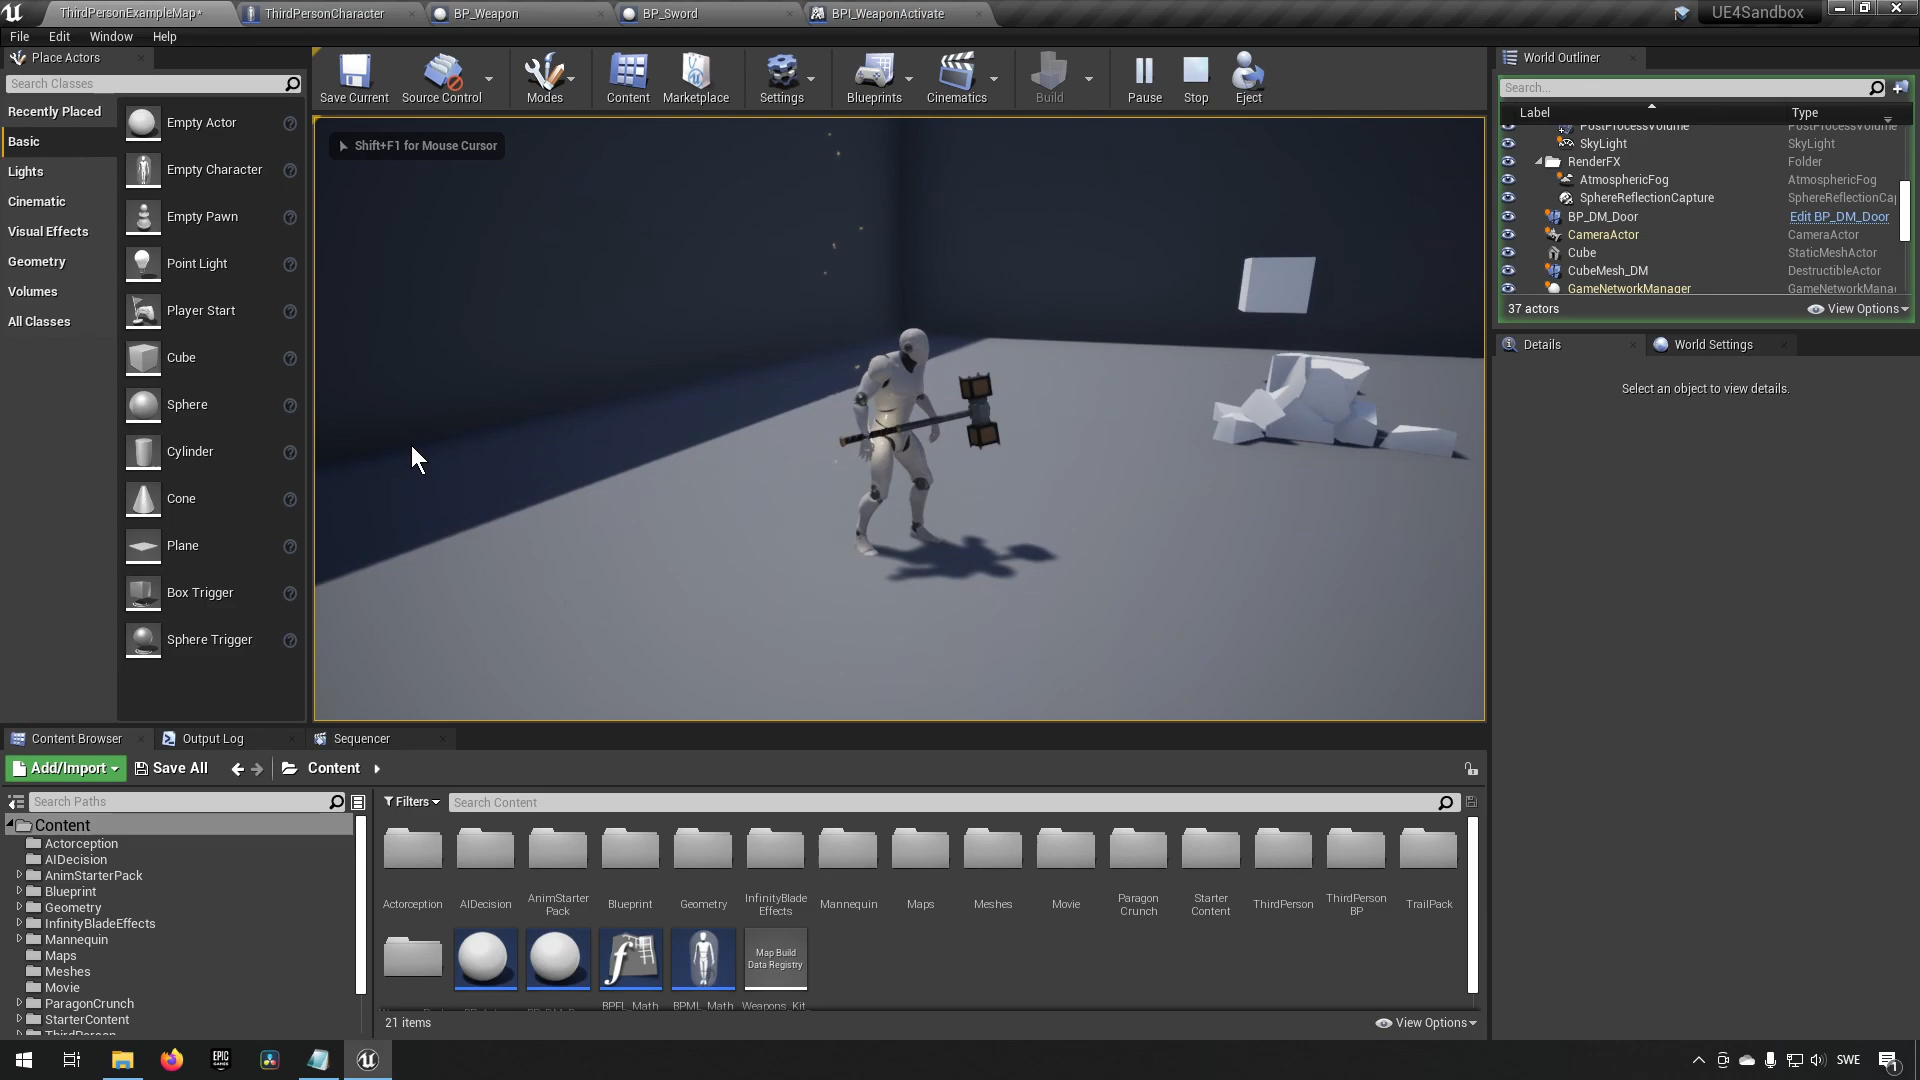 ThirdPersonExampleMap*
ThirdPersonCharacter
BP_Weapon
BP_Sword
BPI_WeaponActivate
UE4Sandbox
File Edit Window Help
Place Actors
Search Classes
Recently Placed
Basic
Lights
Cinematic
Visual Effects
Geometry
Volumes
All Classes
Empty Actor
Empty Character
Empty Pawn
Point Light
Player Start
Cube
Sphere
Cylinder
Cone
Plane
Box Trigger
Sphere Trigger
Save Current
Source Control
Modes
Content
Marketplace
Settings
Blueprints
Cinematics
Build
Pause
Stop
Eject
Shift+F1 for Mouse Cursor
World Outliner
Search...
Label Type
PostProcessVolume PostProcessVolume
SkyLight SkyLight
RenderFX Folder
AtmosphericFog AtmosphericFog
SphereReflectionCapture SphereReflectionCap
BP_DM_Door Edit BP_DM_Door
CameraActor CameraActor
Cube StaticMeshActor
CubeMesh_DM DestructibleActor
GameNetworkManager GameNetworkMana
37 actors View Options
Details
World Settings
Select an object to view details.
Content Browser
Output Log
Sequencer
Add/Import Save All Content
Search Paths
Content
Actorception
AIDecision
AnimStarterPack
Blueprint
Geometry
InfinityBladeEffects
Mannequin
Maps
Meshes
Movie
ParagonCrunch
StarterContent
ThirdPerson
Filters
Search Content
Actorception
AIDecision
AnimStarter
Pack
Blueprint
Geometry
InfinityBlade
Effects
Mannequin
Maps
Meshes
Movie
Paragon
Crunch
Starter
Content
ThirdPerson
ThirdPerson
BP
TrailPack
Map Build
Data Registry
BPFL_Math
BPML_Math
Weapons_Kit_
21 items
View Options
EPIC
GAMES
SWE
1